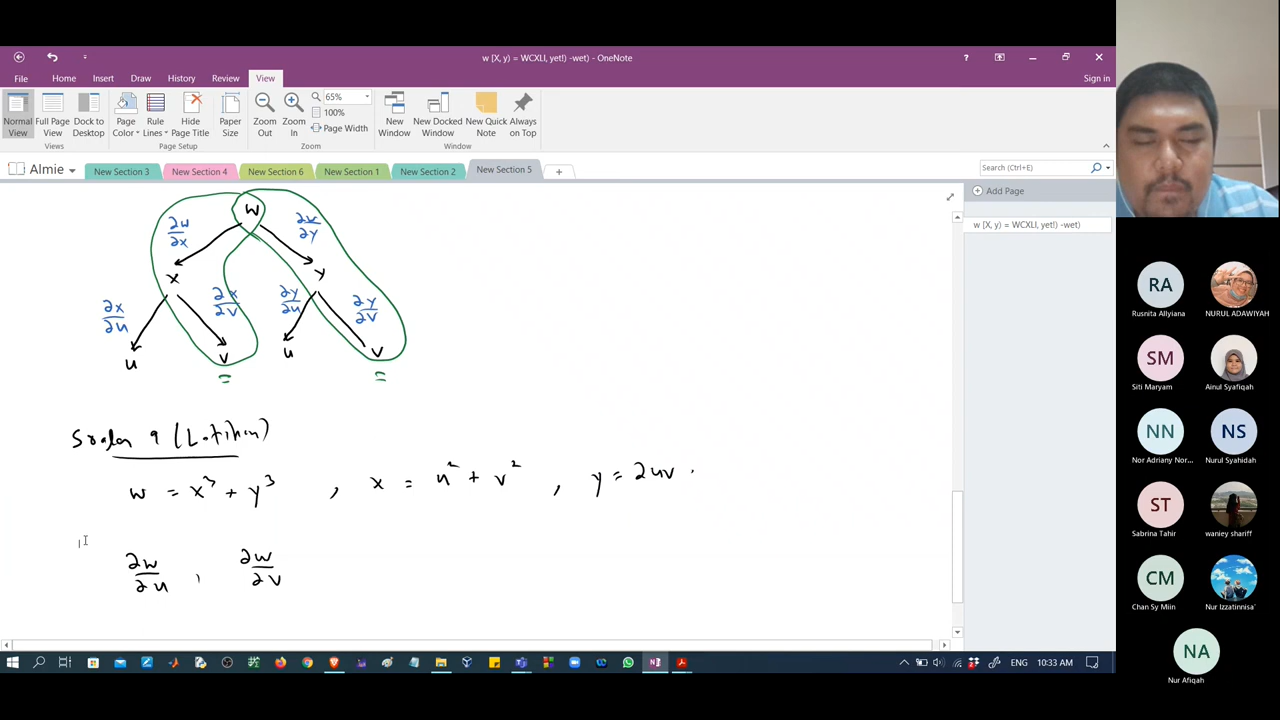 w [X, y) = WCXLI, yet!) -wet) - OneNote
File Home Insert Draw History Review View Sign in
Normal View Full Page View Dock to Desktop Page Color Rule Lines Hide Page Title Paper Size Zoom Out Zoom In 65% 100% Page Width New Window New Docked Window New Quick Note Always on Top
Views Page Setup Zoom Window
Almie New Section 3 New Section 4 New Section 6 New Section 1 New Section 2 New Section 5 Search (Ctrl+E)
Add Page
w [X, y) = WCXLI, yet!) -wet)
w
∂w/∂x ∂w/∂y
x y
∂x/∂u ∂x/∂v ∂y/∂u ∂y/∂v
u v u v
= =
Soalan 9 (Latihan)
w = x³ + y³ , x = u² + v² , y = 2uv .
∂w/∂u , ∂w/∂v
RA
Rusnita Allyiana NURUL ADAWIYAH
SM
Siti Maryam Ainul Syafiqah
NN NS
Nor Adriany Nor... Nurul Syahidah
ST
Sabrina Tahir waniey shariff
CM
Chan Sy Miin Nur Izzatinnisa'
NA
Nur Afiqah
ENG 10:33 AM